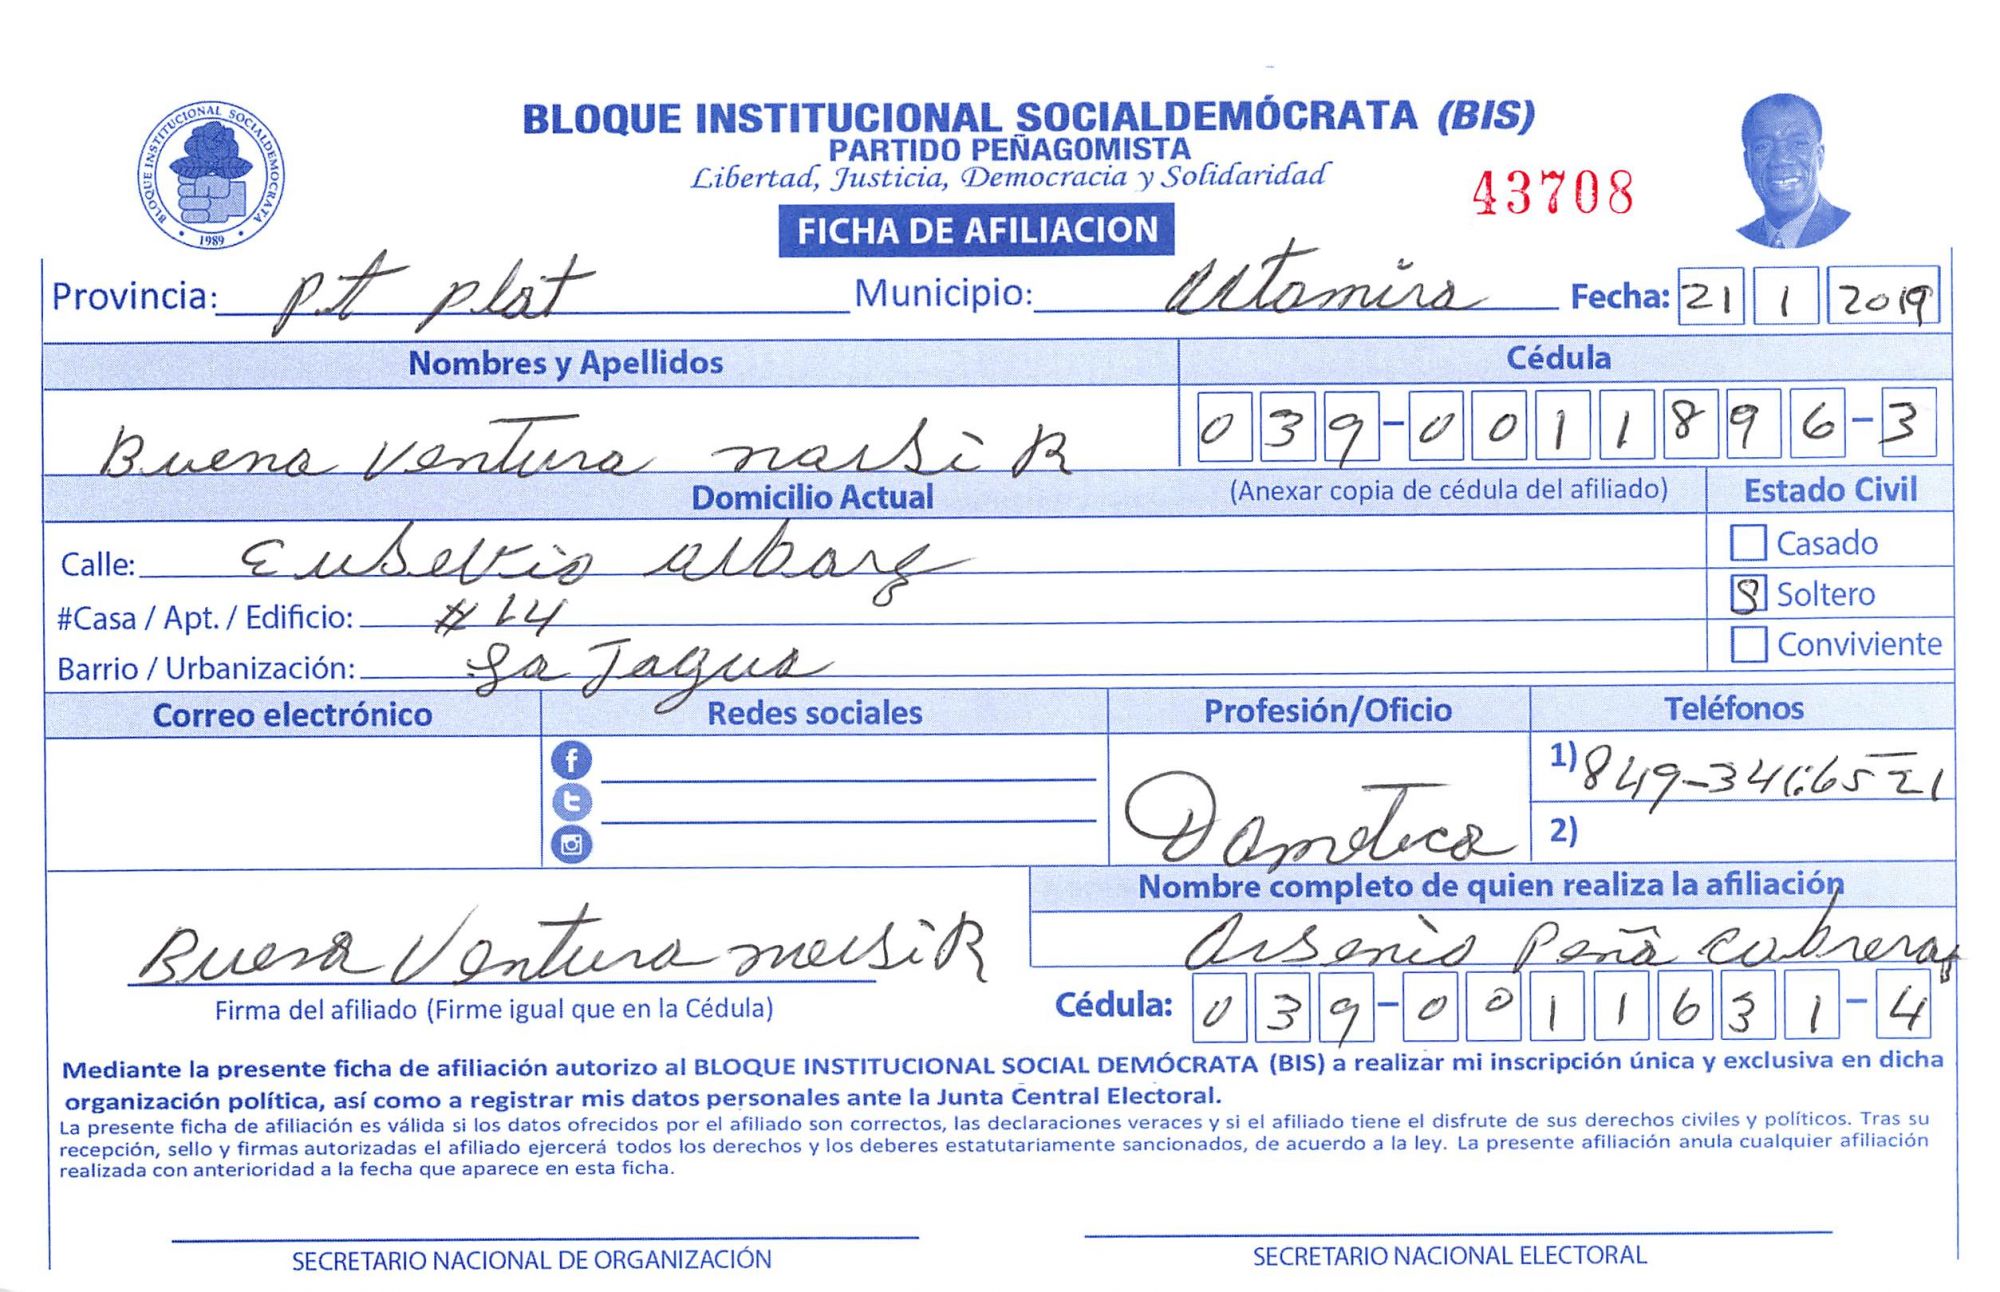 BLOQUE INSTITUCIONAL SOCIALDEMÓCRATA (BIS)
PARTIDO PEÑAGOMISTA
Libertad, Justicia, Democracia y Solidaridad
43708
FICHA DE AFILIACION
BLOQUE INSTITUCIONAL SOCIALDEMOCRATA
1989
Provincia: Pt Plat Municipio: Altamira Fecha: 21 1 2019
Nombres y Apellidos Cédula
Buena Ventura R 039-0011896-3
Domicilio Actual (Anexar copia de cédula del afiliado) Estado Civil
Calle: Eusevio
Casado
#Casa / Apt. / Edificio: #14
S Soltero
Barrio / Urbanización: La Jagua
Conviviente
Correo electrónico Redes sociales Profesión/Oficio Teléfonos
1) 849-
2)
Nombre completo de quien realiza la afiliación
Buena Ventura R Arsenio Peña Cabrera
Firma del afiliado (Firme igual que en la Cédula) Cédula: 039-0011631-4
Mediante la presente ficha de afiliación autorizo al BLOQUE INSTITUCIONAL SOCIAL DEMÓCRATA (BIS) a realizar mi inscripción única y exclusiva en dicha
organización política, así como a registrar mis datos personales ante la Junta Central Electoral.
La presente ficha de afiliación es válida si los datos ofrecidos por el afiliado son correctos, las declaraciones veraces y si el afiliado tiene el disfrute de sus derechos civiles y políticos. Tras su
recepción, sello y firmas autorizadas el afiliado ejercerá todos los derechos y los deberes estatutariamente sancionados, de acuerdo a la ley. La presente afiliación anula cualquier afiliación
realizada con anterioridad a la fecha que aparece en esta ficha.
SECRETARIO NACIONAL DE ORGANIZACIÓN SECRETARIO NACIONAL ELECTORAL